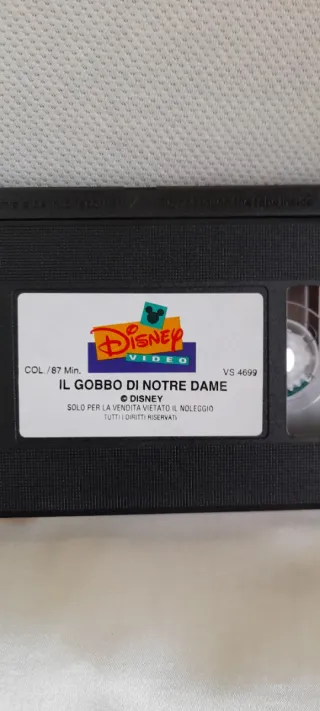 Disney
VIDEO
COL./87 Min.
VS 4699
IL GOBBO DI NOTRE DAME
© DISNEY
SOLO PER LA VENDITA VIETATO IL NOLEGGIO
TUTTI I DIRITTI RISERVATI